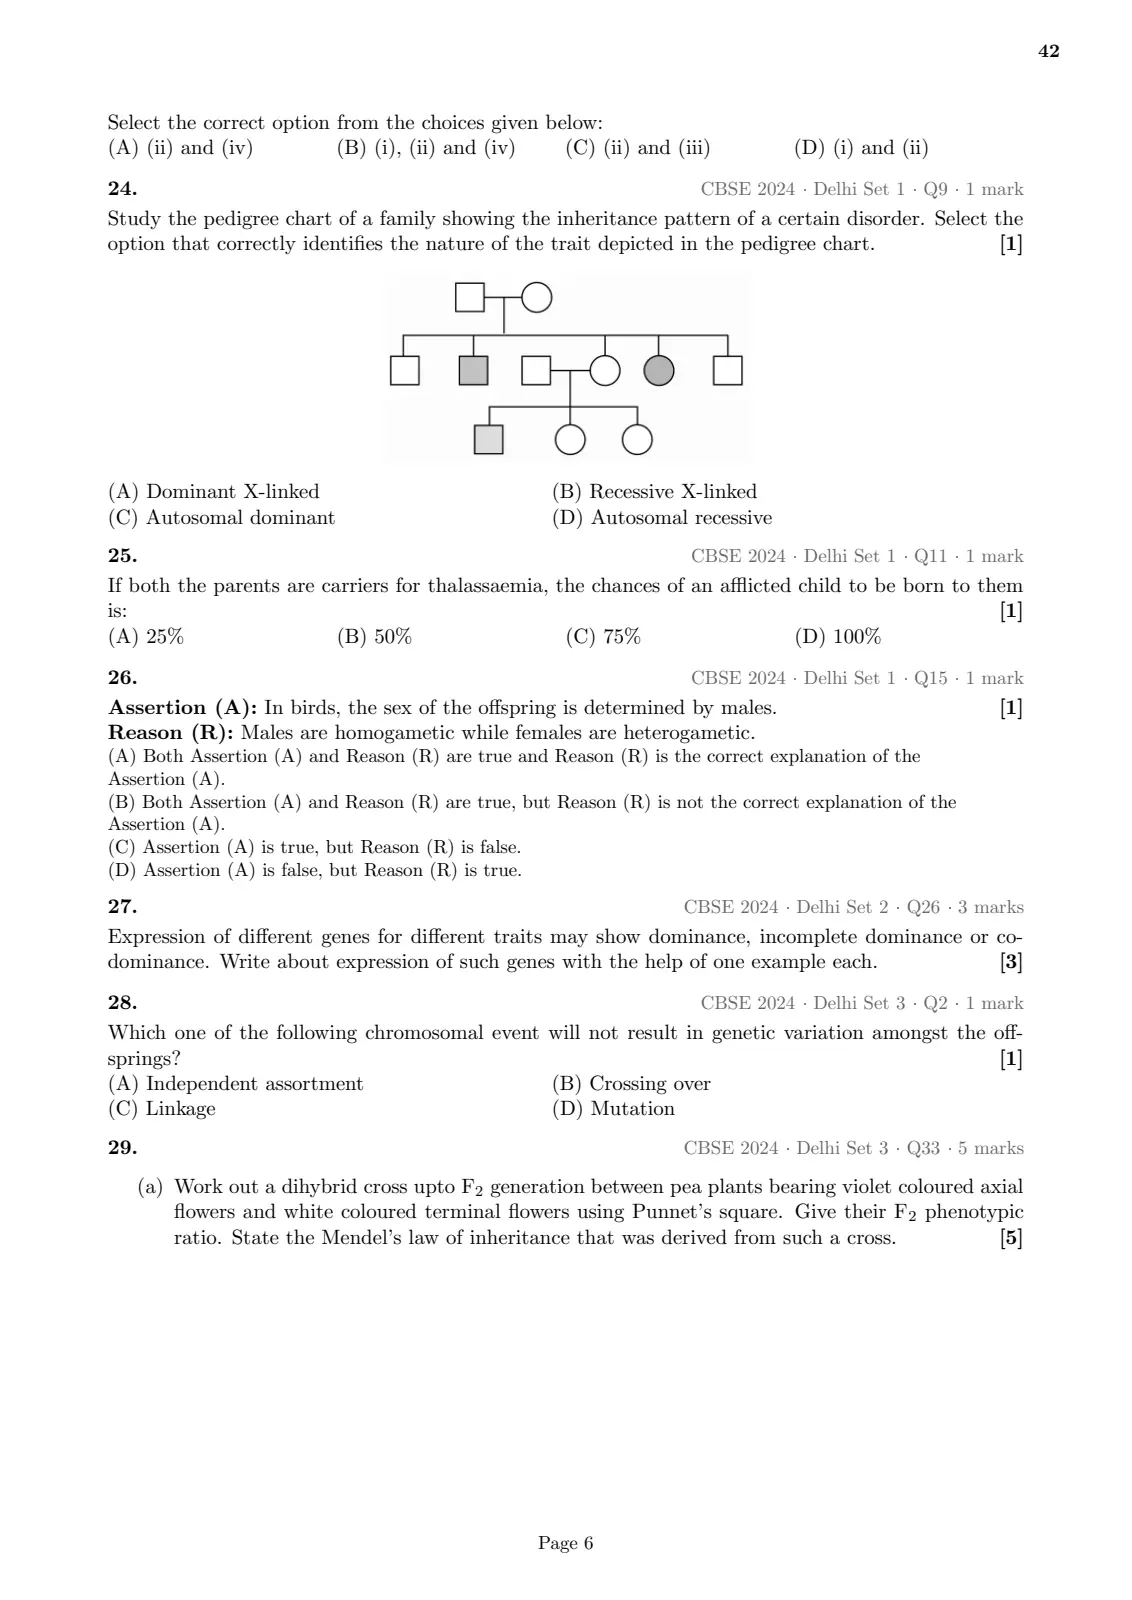 42
Select the correct option from the choices given below:
(A) (ii) and (iv) (B) (i), (ii) and (iv) (C) (ii) and (iii) (D) (i) and (ii)
24. CBSE 2024 · Delhi Set 1 · Q9 · 1 mark
Study the pedigree chart of a family showing the inheritance pattern of a certain disorder. Select the
option that correctly identifies the nature of the trait depicted in the pedigree chart. [1]
(A) Dominant X-linked (B) Recessive X-linked
(C) Autosomal dominant (D) Autosomal recessive
25. CBSE 2024 · Delhi Set 1 · Q11 · 1 mark
If both the parents are carriers for thalassaemia, the chances of an afflicted child to be born to them
is: [1]
(A) 25% (B) 50% (C) 75% (D) 100%
26. CBSE 2024 · Delhi Set 1 · Q15 · 1 mark
Assertion (A): In birds, the sex of the offspring is determined by males. [1]
Reason (R): Males are homogametic while females are heterogametic.
(A) Both Assertion (A) and Reason (R) are true and Reason (R) is the correct explanation of the
Assertion (A).
(B) Both Assertion (A) and Reason (R) are true, but Reason (R) is not the correct explanation of the
Assertion (A).
(C) Assertion (A) is true, but Reason (R) is false.
(D) Assertion (A) is false, but Reason (R) is true.
27. CBSE 2024 · Delhi Set 2 · Q26 · 3 marks
Expression of different genes for different traits may show dominance, incomplete dominance or co-
dominance. Write about expression of such genes with the help of one example each. [3]
28. CBSE 2024 · Delhi Set 3 · Q2 · 1 mark
Which one of the following chromosomal event will not result in genetic variation amongst the off-
springs? [1]
(A) Independent assortment (B) Crossing over
(C) Linkage (D) Mutation
29. CBSE 2024 · Delhi Set 3 · Q33 · 5 marks
(a) Work out a dihybrid cross upto F₂ generation between pea plants bearing violet coloured axial
flowers and white coloured terminal flowers using Punnet's square. Give their F₂ phenotypic
ratio. State the Mendel's law of inheritance that was derived from such a cross. [5]
Page 6